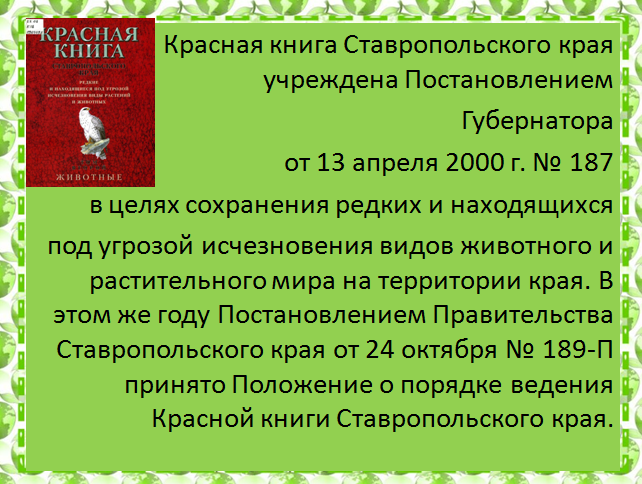 КРАСНАЯ
КНИГА
СТАВРОПОЛЬСКОГО
КРАЯ
РЕДКИЕ
И НАХОДЯЩИЕСЯ ПОД УГРОЗОЙ
ИСЧЕЗНОВЕНИЯ ВИДЫ РАСТЕНИЙ
И ЖИВОТНЫХ
ЖИВОТНЫЕ
Красная книга Ставропольского края
учреждена Постановлением
Губернатора
от 13 апреля 2000 г. № 187
в целях сохранения редких и находящихся
под угрозой исчезновения видов животного и
растительного мира на территории края. В
этом же году Постановлением Правительства
Ставропольского края от 24 октября № 189-П
принято Положение о порядке ведения
Красной книги Ставропольского края.